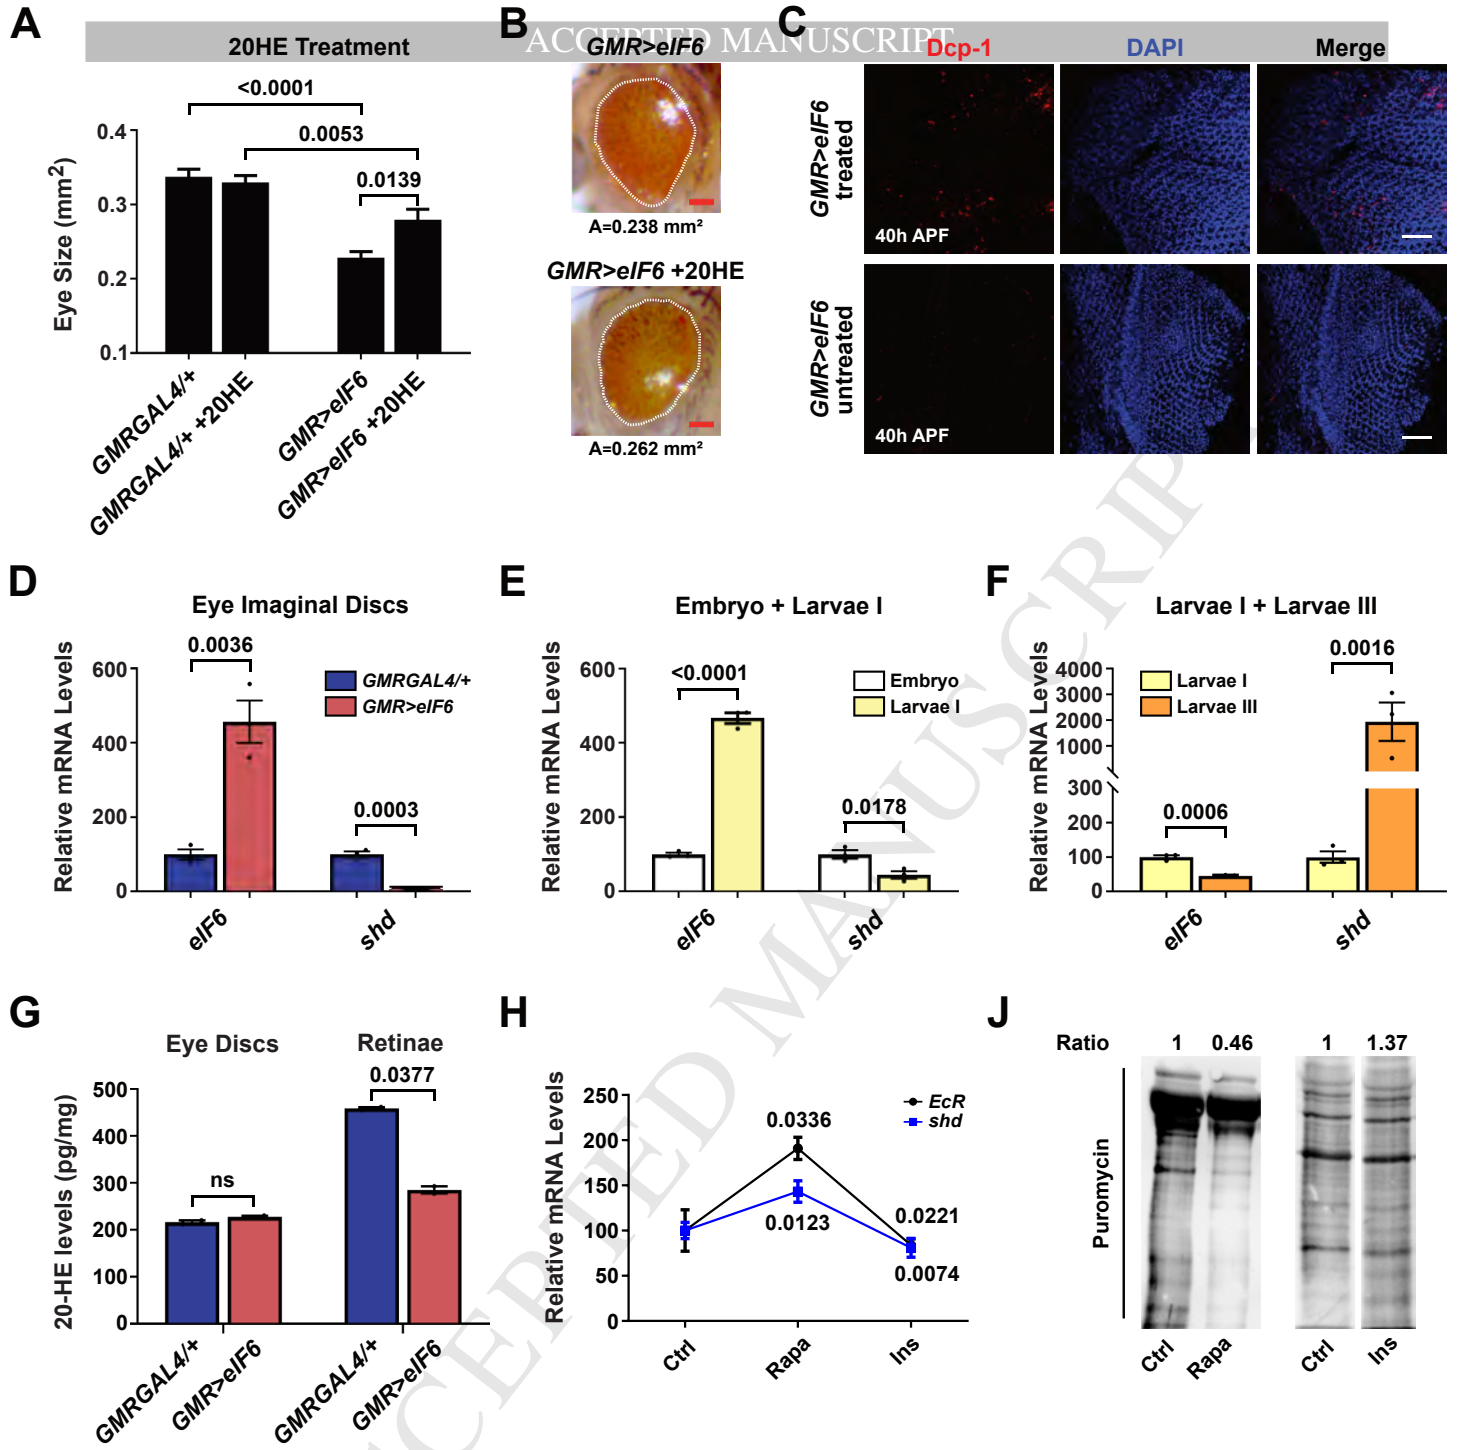 A
20HE Treatment
<0.0001
0.0053
0.0139
Eye Size (mm²)
0.4
0.3
0.2
0.1
GMRGAL4/+
GMRGAL4/+ +20HE
GMR>eIF6
GMR>eIF6 +20HE
B
ACCEPTED MANUSCRIPT
GMR>eIF6
A=0.238 mm²
GMR>eIF6 +20HE
A=0.262 mm²
C
Dcp-1
DAPI
Merge
GMR>eIF6
treated
40h APF
GMR>eIF6
untreated
40h APF
D
Eye Imaginal Discs
Relative mRNA Levels
600
400
200
0
0.0036
0.0003
GMRGAL4/+
GMR>eIF6
eIF6
shd
E
Embryo + Larvae I
Relative mRNA Levels
600
400
200
0
<0.0001
0.0178
Embryo
Larvae I
eIF6
shd
F
Larvae I + Larvae III
Relative mRNA Levels
4000
3000
2000
1000
300
200
100
0
0.0006
0.0016
Larvae I
Larvae III
eIF6
shd
G
Eye Discs
Retinae
20-HE levels (pg/mg)
500
400
300
200
100
0
ns
0.0377
GMRGAL4/+
GMR>eIF6
GMRGAL4/+
GMR>eIF6
H
Relative mRNA Levels
250
200
150
100
50
0
0.0336
0.0123
0.0221
0.0074
EcR
shd
Ctrl
Rapa
Ins
J
Ratio
1
0.46
1
1.37
Puromycin
Ctrl
Rapa
Ctrl
Ins
ACCEPTED MANUSCRIPT